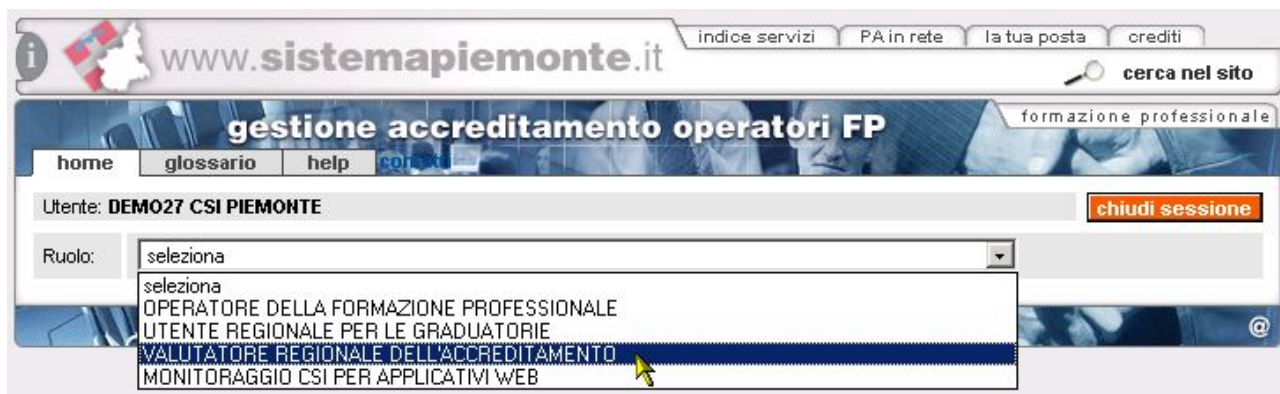 i
www.sistemapiemonte.it
indice servizi
PA in rete
la tua posta
crediti
cerca nel sito
gestione accreditamento operatori FP
formazione professionale
home
glossario
help
contatti
Utente: DEMO27 CSI PIEMONTE
chiudi sessione
Ruolo:
seleziona
seleziona
OPERATORE DELLA FORMAZIONE PROFESSIONALE
UTENTE REGIONALE PER LE GRADUATORIE
VALUTATORE REGIONALE DELL'ACCREDITAMENTO
MONITORAGGIO CSI PER APPLICATIVI WEB
@